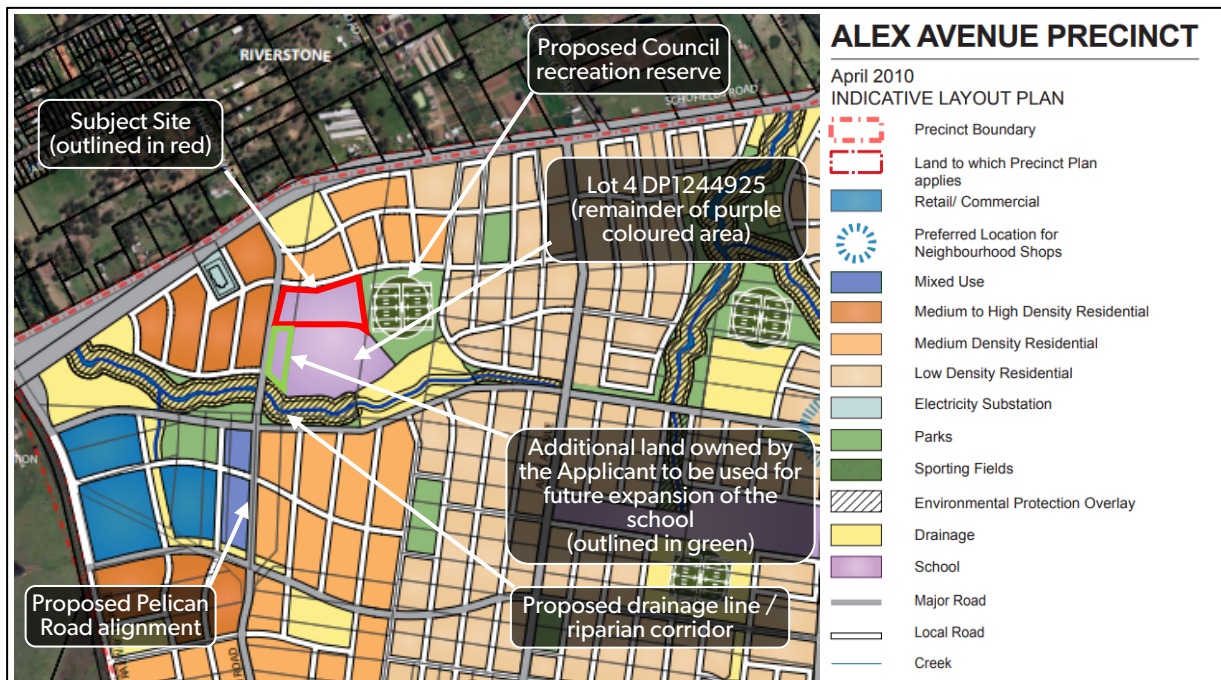 RIVERSTONE
SCHOFIELDS ROAD
Proposed Council
recreation reserve
Subject Site
(outlined in red)
Lot 4 DP1244925
(remainder of purple
coloured area)
Additional land owned by
the Applicant to be used for
future expansion of the
school
(outlined in green)
Proposed Pelican
Road alignment
Proposed drainage line /
riparian corridor
ROAD
ALEX AVENUE PRECINCT
April 2010
INDICATIVE LAYOUT PLAN
Precinct Boundary
Land to which Precinct Plan
applies
Retail/ Commercial
Preferred Location for
Neighbourhood Shops
Mixed Use
Medium to High Density Residential
Medium Density Residential
Low Density Residential
Electricity Substation
Parks
Sporting Fields
Environmental Protection Overlay
Drainage
School
Major Road
Local Road
Creek